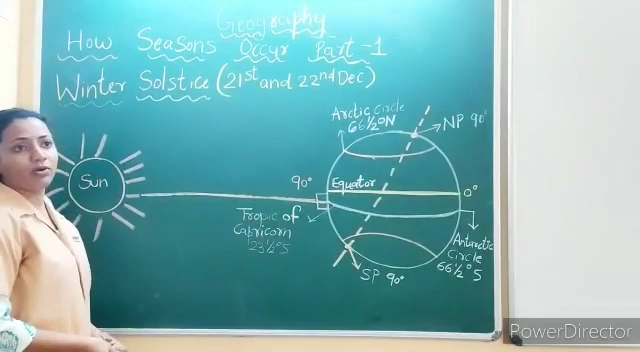 Geography
How Seasons Occur Part-1
Winter Solstice (21st and 22nd Dec)
Arctic Circle
66½°N
NP 90°
Sun
90°
Equator
0°
Tropic of
Capricorn
23½°S
Antarctic
Circle
66½°S
SP 90°
PowerDirector